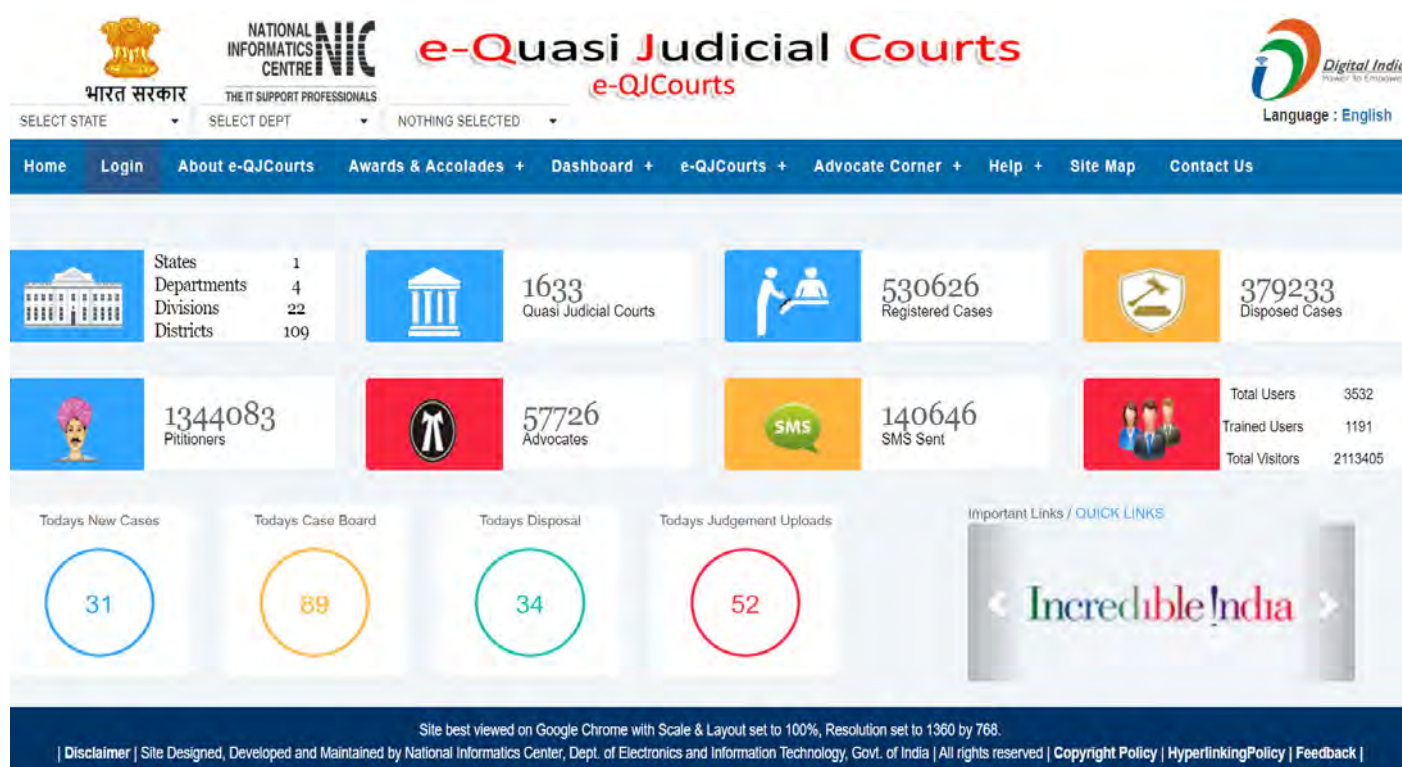 भारत सरकार
NATIONAL
INFORMATICS
CENTRE
NIC
THE IT SUPPORT PROFESSIONALS
e-Quasi Judicial Courts
e-QJCourts
Digital India
Power To Empower
Language : English
SELECT STATE SELECT DEPT NOTHING SELECTED
Home Login About e-QJCourts Awards & Accolades + Dashboard + e-QJCourts + Advocate Corner + Help + Site Map Contact Us
States 1
Departments 4
Divisions 22
Districts 109
1633
Quasi Judicial Courts
530626
Registered Cases
379233
Disposed Cases
1344083
Pititioners
57726
Advocates
SMS
140646
SMS Sent
Total Users 3532
Trained Users 1191
Total Visitors 2113405
Todays New Cases
31
Todays Case Board
89
Todays Disposal
34
Todays Judgement Uploads
52
Important Links / QUICK LINKS
Incredible !ndia
Site best viewed on Google Chrome with Scale & Layout set to 100%, Resolution set to 1360 by 768.
| Disclaimer | Site Designed, Developed and Maintained by National Informatics Center, Dept. of Electronics and Information Technology, Govt. of India | All rights reserved | Copyright Policy | HyperlinkingPolicy | Feedback |